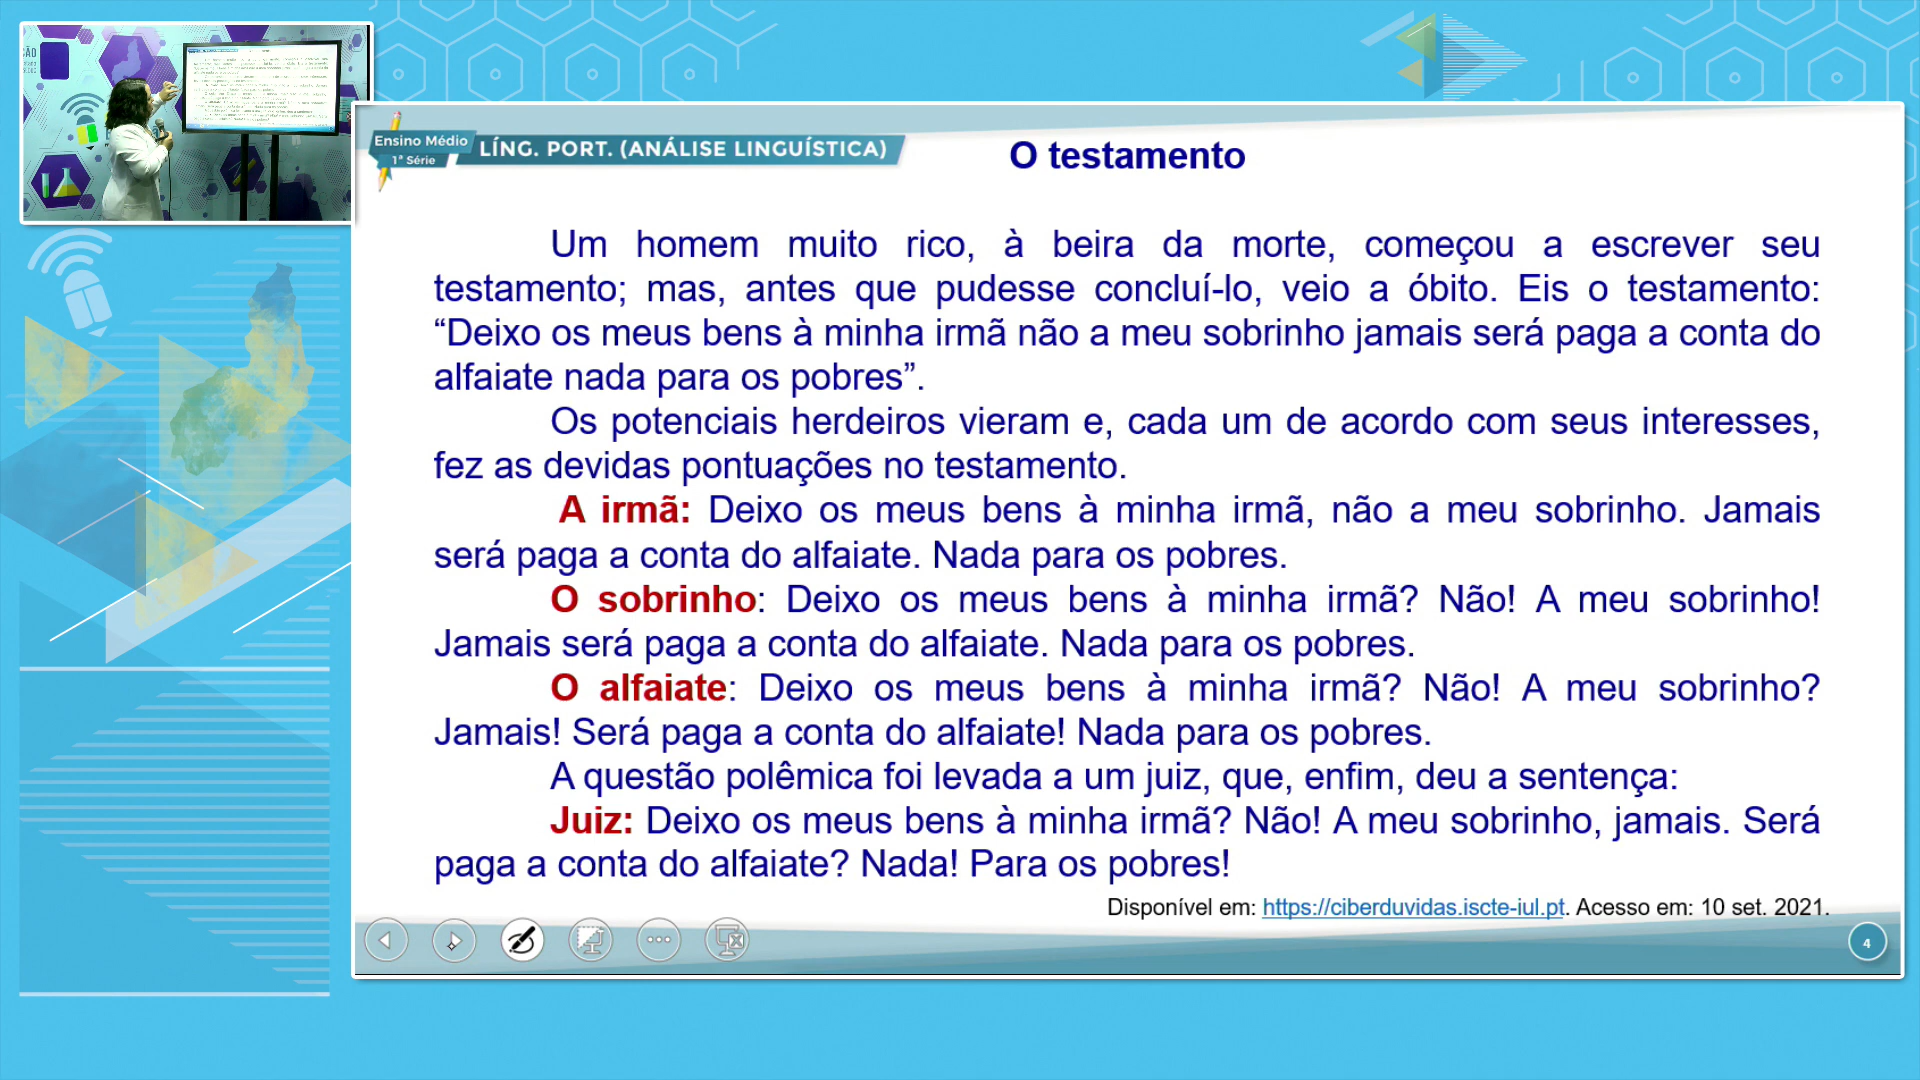 ÇÃO
Ensino Médio
1ª Série
LÍNG. PORT. (ANÁLISE LINGUÍSTICA)
O testamento
Um homem muito rico, à beira da morte, começou a escrever seu
testamento; mas, antes que pudesse concluí-lo, veio a óbito. Eis o testamento:
“Deixo os meus bens à minha irmã não a meu sobrinho jamais será paga a conta do
alfaiate nada para os pobres”.
Os potenciais herdeiros vieram e, cada um de acordo com seus interesses,
fez as devidas pontuações no testamento.
A irmã: Deixo os meus bens à minha irmã, não a meu sobrinho. Jamais
será paga a conta do alfaiate. Nada para os pobres.
O sobrinho: Deixo os meus bens à minha irmã? Não! A meu sobrinho!
Jamais será paga a conta do alfaiate. Nada para os pobres.
O alfaiate: Deixo os meus bens à minha irmã? Não! A meu sobrinho?
Jamais! Será paga a conta do alfaiate! Nada para os pobres.
A questão polêmica foi levada a um juiz, que, enfim, deu a sentença:
Juiz: Deixo os meus bens à minha irmã? Não! A meu sobrinho, jamais. Será
paga a conta do alfaiate? Nada! Para os pobres!
Disponível em: https://ciberduvidas.iscte-iul.pt. Acesso em: 10 set. 2021.
4